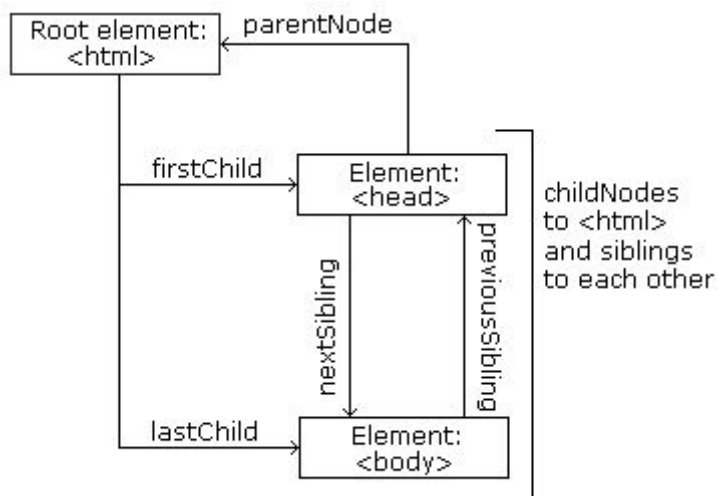 Root element:
<html>
parentNode
firstChild
Element:
<head>
childNodes
to <html>
and siblings
to each other
nextSibling
previousSibling
lastChild
Element:
<body>